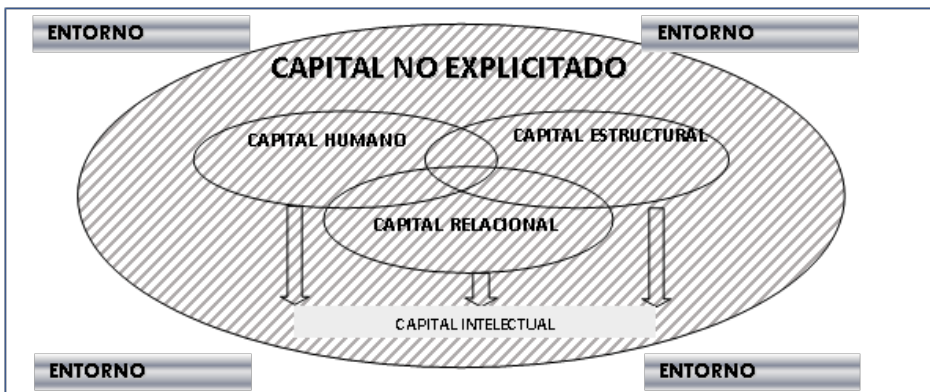 ENTORNO
ENTORNO
CAPITAL NO EXPLICITADO
CAPITAL HUMANO
CAPITAL ESTRUCTURAL
CAPITAL RELACIONAL
CAPITAL INTELECTUAL
ENTORNO
ENTORNO